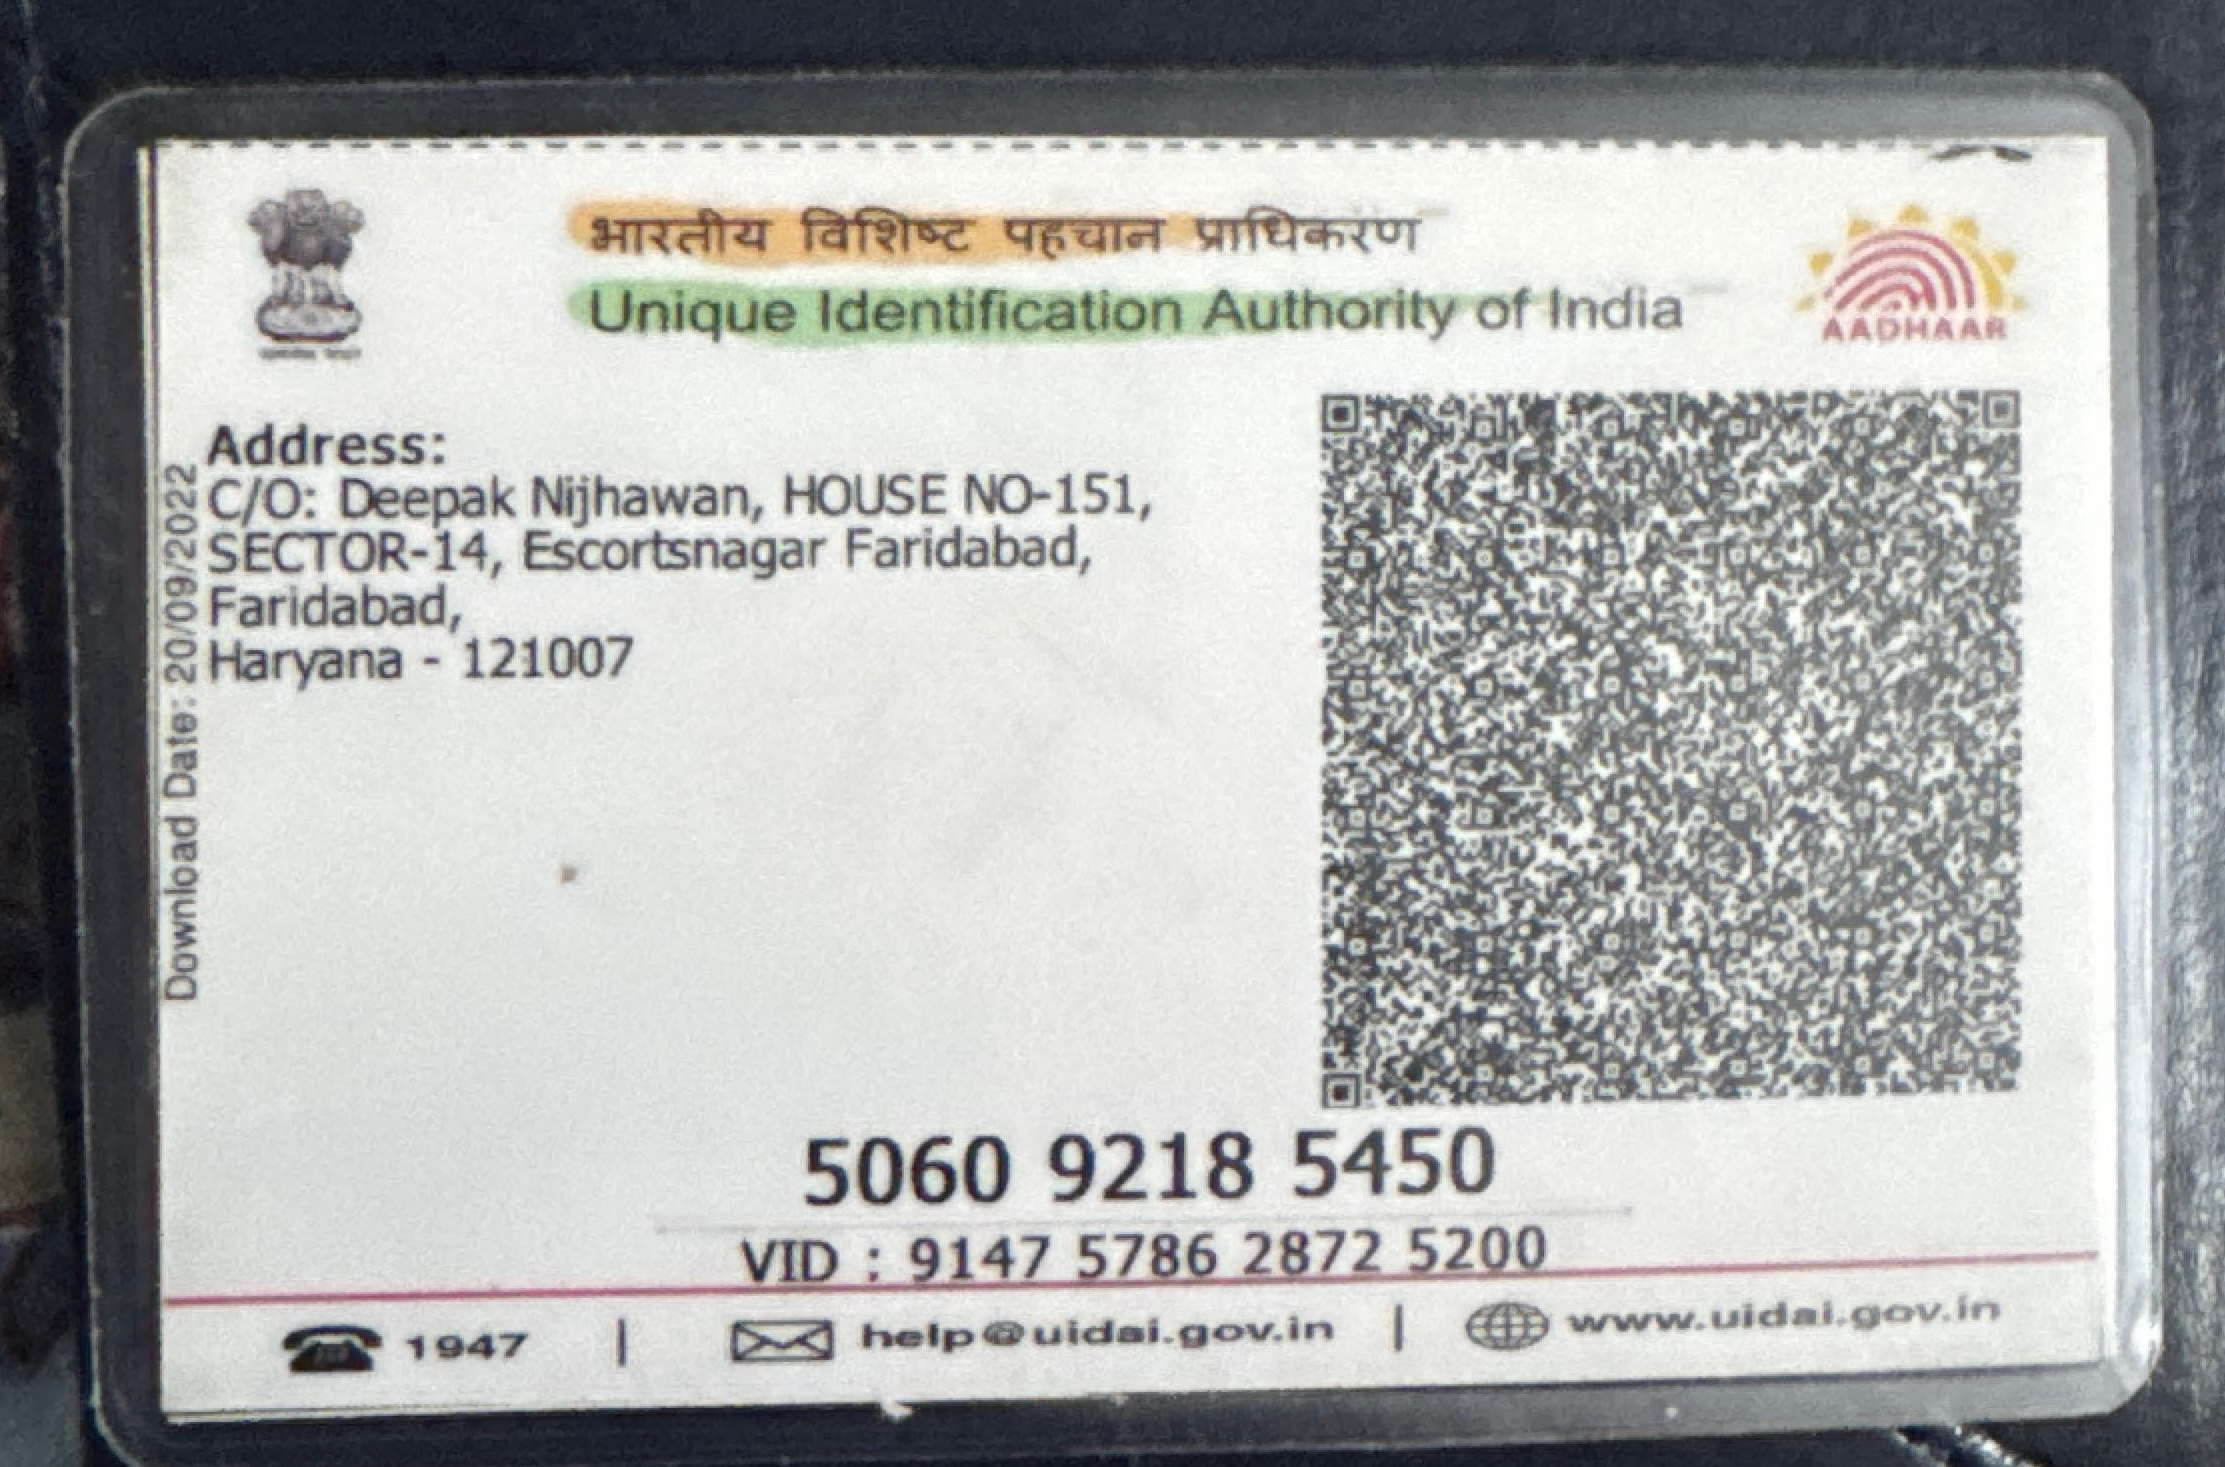 भारतीय विशिष्ट पहचान प्राधिकरण
Unique Identification Authority of India
AADHAAR
Address:
C/O: Deepak Nijhawan, HOUSE NO-151,
SECTOR-14, Escortsnagar Faridabad,
Faridabad,
Haryana - 121007
Download Date: 20/09/2022
5060 9218 5450
VID : 9147 5786 2872 5200
1947 | help@uidai.gov.in | www.uidai.gov.in